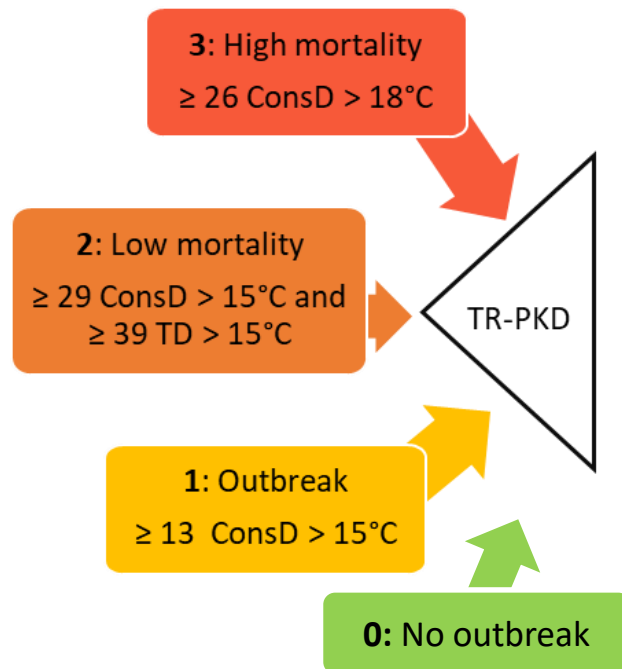 3: High mortality
≥ 26 ConsD > 18°C
2: Low mortality
≥ 29 ConsD > 15°C and
≥ 39 TD > 15°C
TR-PKD
1: Outbreak
≥ 13 ConsD > 15°C
0: No outbreak